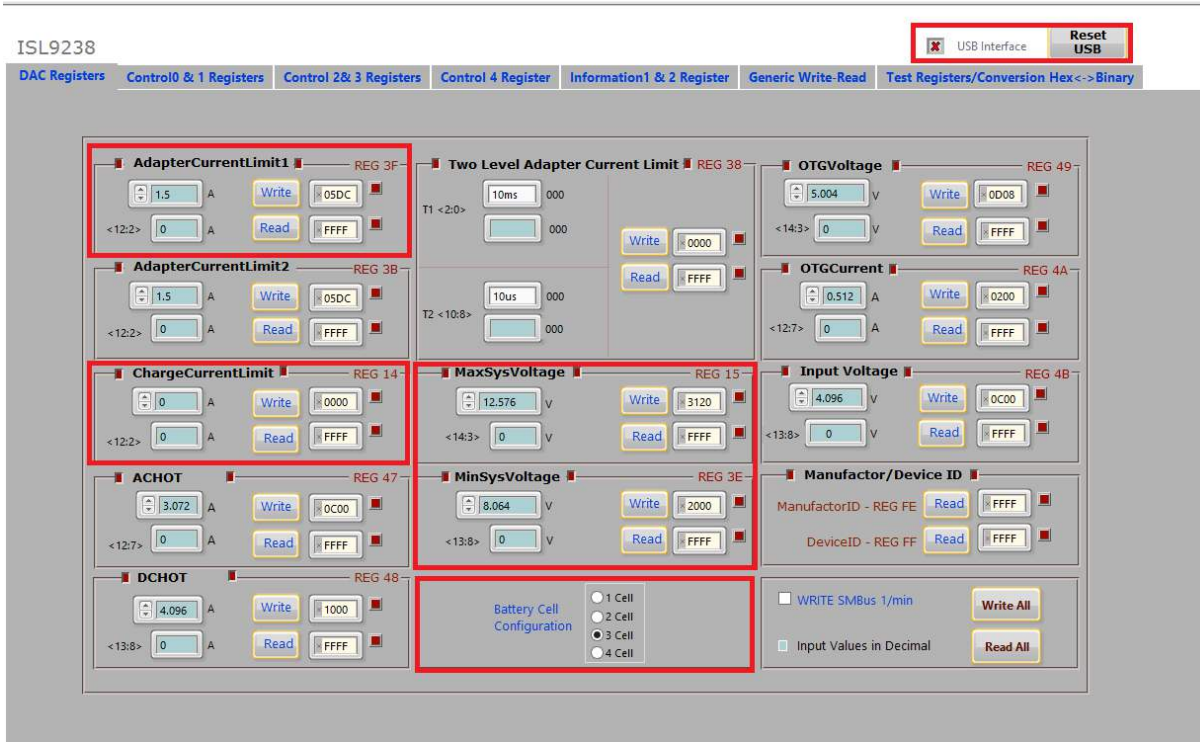 ISL9238
USB Interface
Reset USB
DAC Registers
Control0 & 1 Registers
Control 2& 3 Registers
Control 4 Register
Information1 & 2 Register
Generic Write-Read
Test Registers/Conversion Hex<->Binary
AdapterCurrentLimit1 REG 3F
1.5 A Write 05DC
<12:2> 0 A Read FFFF
AdapterCurrentLimit2 REG 3B
1.5 A Write 05DC
<12:2> 0 A Read FFFF
ChargeCurrentLimit REG 14
0 A Write 0000
<12:2> 0 A Read FFFF
ACHOT REG 47
3.072 A Write 0C00
<12:7> 0 A Read FFFF
DCHOT REG 48
4.096 A Write 1000
<13:8> 0 A Read FFFF
Two Level Adapter Current Limit REG 38
10ms 000
T1 <2:0>
000
Write 0000
Read FFFF
10us 000
T2 <10:8>
000
MaxSysVoltage REG 15
12.576 V Write 3120
<14:3> 0 V Read FFFF
MinSysVoltage REG 3E
8.064 V Write 2000
<13:8> 0 V Read FFFF
Battery Cell
Configuration
1 Cell
2 Cell
3 Cell
4 Cell
OTGVoltage REG 49
5.004 V Write 0D08
<14:3> 0 V Read FFFF
OTGCurrent REG 4A
0.512 A Write 0200
<12:7> 0 A Read FFFF
Input Voltage REG 4B
4.096 V Write 0C00
<13:8> 0 V Read FFFF
Manufactor/Device ID
ManufactorID - REG FE Read FFFF
DeviceID - REG FF Read FFFF
WRITE SMBus 1/min
Write All
Input Values in Decimal
Read All